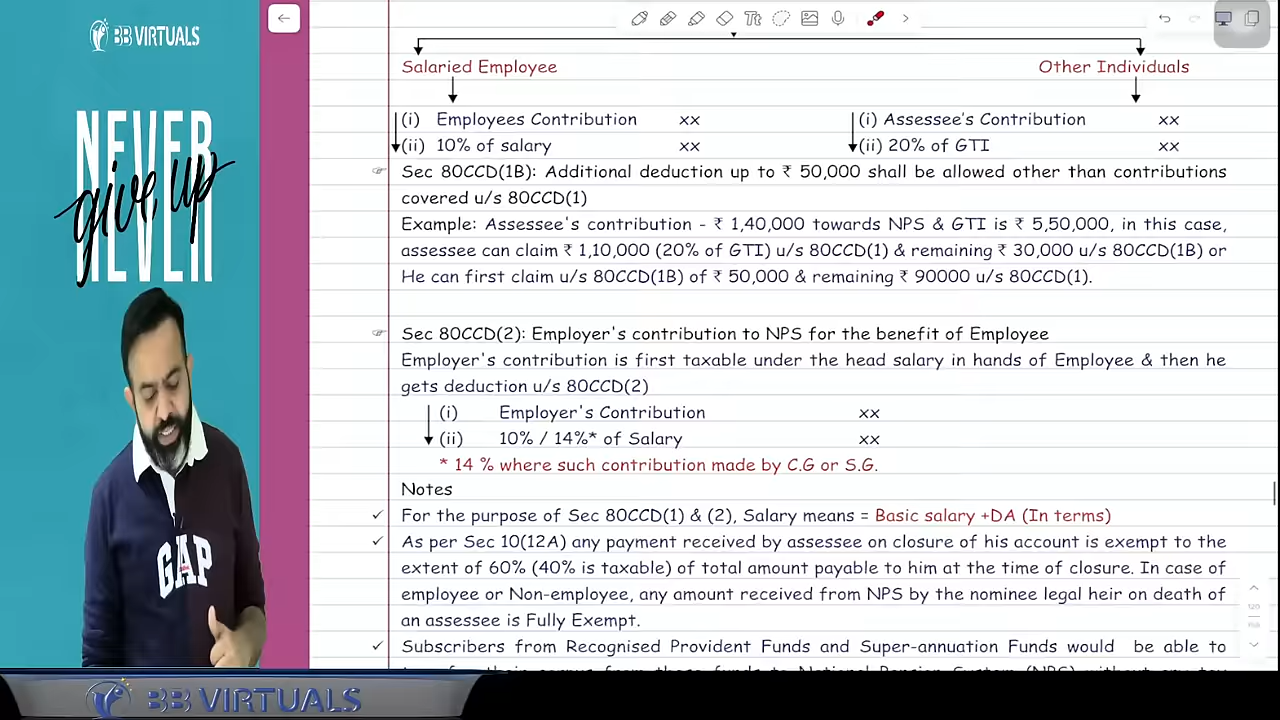 BB VIRTUALS
NEVER
give up
NEVER
GAP
Salaried Employee
Other Individuals
(i) Employees Contribution xx
(i) Assessee's Contribution xx
(ii) 10% of salary xx
(ii) 20% of GTI xx
Sec 80CCD(1B): Additional deduction up to ₹ 50,000 shall be allowed other than contributions
covered u/s 80CCD(1)
Example: Assessee's contribution - ₹ 1,40,000 towards NPS & GTI is ₹ 5,50,000, in this case,
assessee can claim ₹ 1,10,000 (20% of GTI) u/s 80CCD(1) & remaining ₹ 30,000 u/s 80CCD(1B) or
He can first claim u/s 80CCD(1B) of ₹ 50,000 & remaining ₹ 90000 u/s 80CCD(1).
Sec 80CCD(2): Employer's contribution to NPS for the benefit of Employee
Employer's contribution is first taxable under the head salary in hands of Employee & then he
gets deduction u/s 80CCD(2)
(i) Employer's Contribution xx
(ii) 10% / 14%* of Salary xx
* 14 % where such contribution made by C.G or S.G.
Notes
✓ For the purpose of Sec 80CCD(1) & (2), Salary means = Basic salary +DA (In terms)
✓ As per Sec 10(12A) any payment received by assessee on closure of his account is exempt to the
extent of 60% (40% is taxable) of total amount payable to him at the time of closure. In case of
employee or Non-employee, any amount received from NPS by the nominee legal heir on death of
an assessee is Fully Exempt.
✓ Subscribers from Recognised Provident Funds and Super-annuation Funds would be able to
BB VIRTUALS